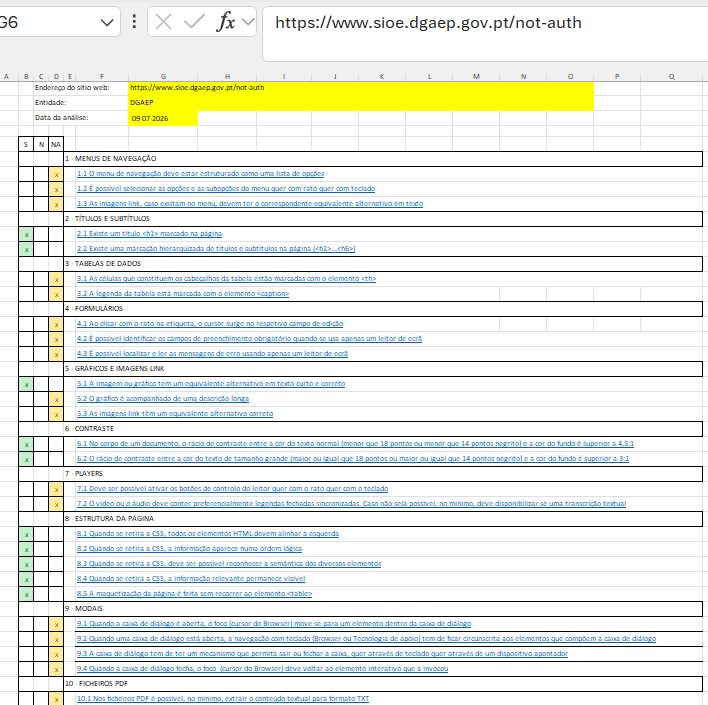 G6 fx https://www.sioe.dgaep.gov.pt/not-auth
A B C D E F G H I J K L M N O P Q
Endereço do sítio web: https://www.sioe.dgaep.gov.pt/not-auth
Entidade: DGAEP
Data da análise: 09 07 2026
S N NA
1 - MENUS DE NAVEGAÇÃO
x 1.1 O menu de navegação deve estar estruturado como uma lista de opções
x 1.2 É possível selecionar as opções e as subopções do menu quer com rato quer com teclado
x 1.3 As imagens link, caso existam no menu, devem ter o correspondente equivalente alternativo em texto
2 - TÍTULOS E SUBTÍTULOS
x 2.1 Existe um título <h1> marcado na página
x 2.2 Existe uma marcação hierarquizada de títulos e subtítulos na página (<h1>...<h6>)
3 - TABELAS DE DADOS
x 3.1 As células que constituem os cabeçalhos da tabela estão marcadas com o elemento <th>
x 3.2 A legenda da tabela está marcada com o elemento <caption>
4 - FORMULÁRIOS
x 4.1 Ao clicar com o rato na etiqueta, o cursor surge no respetivo campo de edição
x 4.2 É possível identificar os campos de preenchimento obrigatório quando se usa apenas um leitor de ecrã
x 4.3 É possível localizar e ler as mensagens de erro usando apenas um leitor de ecrã
5 - GRÁFICOS E IMAGENS LINK
x 5.1 A imagem ou gráfico tem um equivalente alternativo em texto curto e correto
x 5.2 O gráfico é acompanhado de uma descrição longa
x 5.3 As imagens link têm um equivalente alternativo correto
6 - CONTRASTE
x 6.1 No corpo de um documento, o rácio de contraste entre a cor do texto normal (menor que 18 pontos ou menor que 14 pontos negrito) e a cor do fundo é superior a 4,5:1
x 6.2 O rácio de contraste entre a cor do texto de tamanho grande (maior ou igual que 18 pontos ou maior ou igual que 14 pontos negrito) e a cor do fundo é superior a 3:1
7 - PLAYERS
x 7.1 Deve ser possível ativar os botões de controlo do leitor quer com o rato quer com o teclado
x 7.2 O vídeo ou o áudio deve conter preferencialmente legendas fechadas sincronizadas. Caso não seja possível, no mínimo, deve disponibilizar se uma transcrição textual
8 - ESTRUTURA DA PÁGINA
x 8.1 Quando se retira a CSS, todos os elementos HTML devem alinhar à esquerda
x 8.2 Quando se retira a CSS, a informação aparece numa ordem lógica
x 8.3 Quando se retira a CSS, deve ser possível reconhecer a semântica dos diversos elementos
x 8.4 Quando se retira a CSS, a informação relevante permanece visível
x 8.5 A maquetização da página é feita sem recorrer ao elemento <table>
9 - MODAIS
x 9.1 Quando a caixa de diálogo é aberta, o foco (cursor do Browser) move se para um elemento dentro da caixa de diálogo
x 9.2 Quando uma caixa de diálogo está aberta, a navegação com teclado (Browser ou Tecnologia de apoio) tem de ficar circunscrita aos elementos que compõem a caixa de diálogo
x 9.3 A caixa de diálogo tem de ter um mecanismo que permita sair ou fechar a caixa, quer através de teclado quer através de um dispositivo apontador
x 9.4 Quando a caixa de diálogo fecha, o foco (cursor do Browser) deve voltar ao elemento interativo que a invocou
10 - FICHEIROS PDF
x 10.1 Nos ficheiros PDF é possível, no mínimo, extrair o conteúdo textual para formato TXT